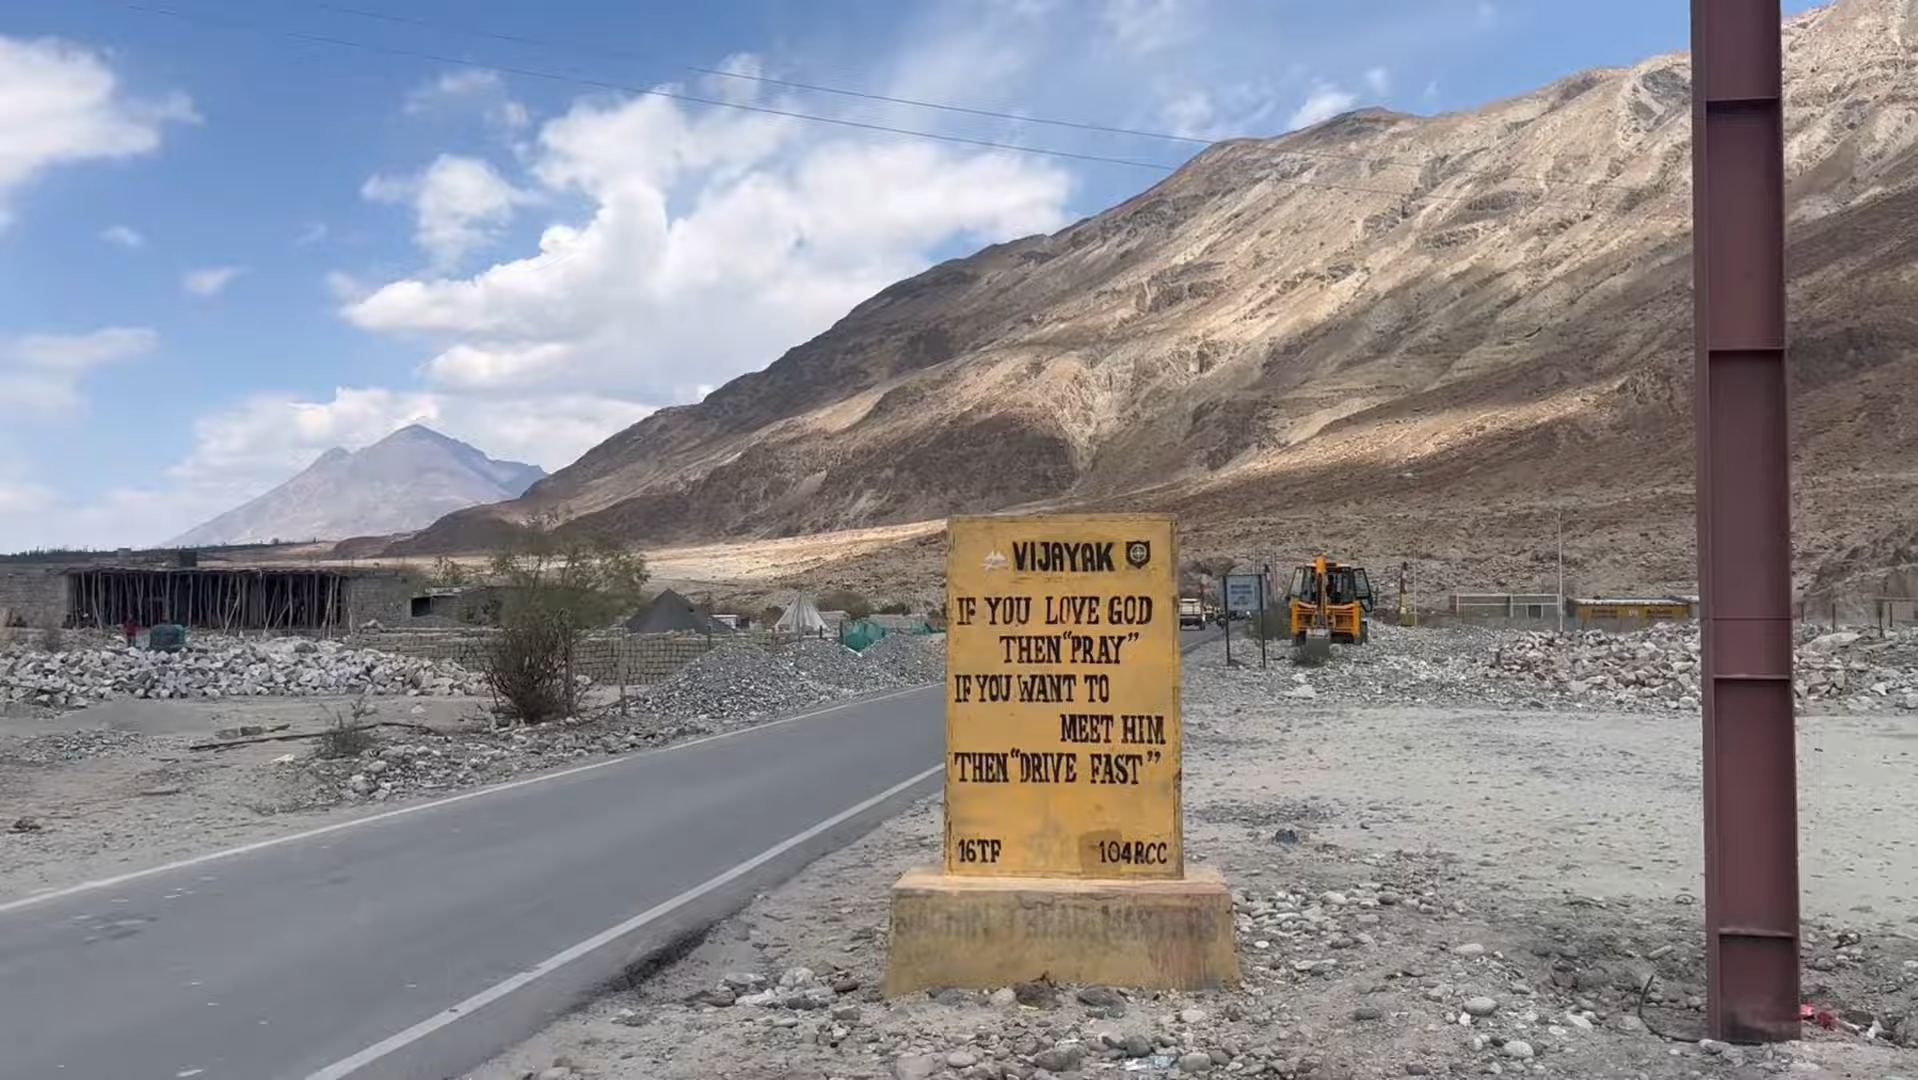 VIJAYAK
IF YOU LOVE GOD
THEN "PRAY"
IF YOU WANT TO
MEET HIM
THEN "DRIVE FAST"
16TF 104RCC